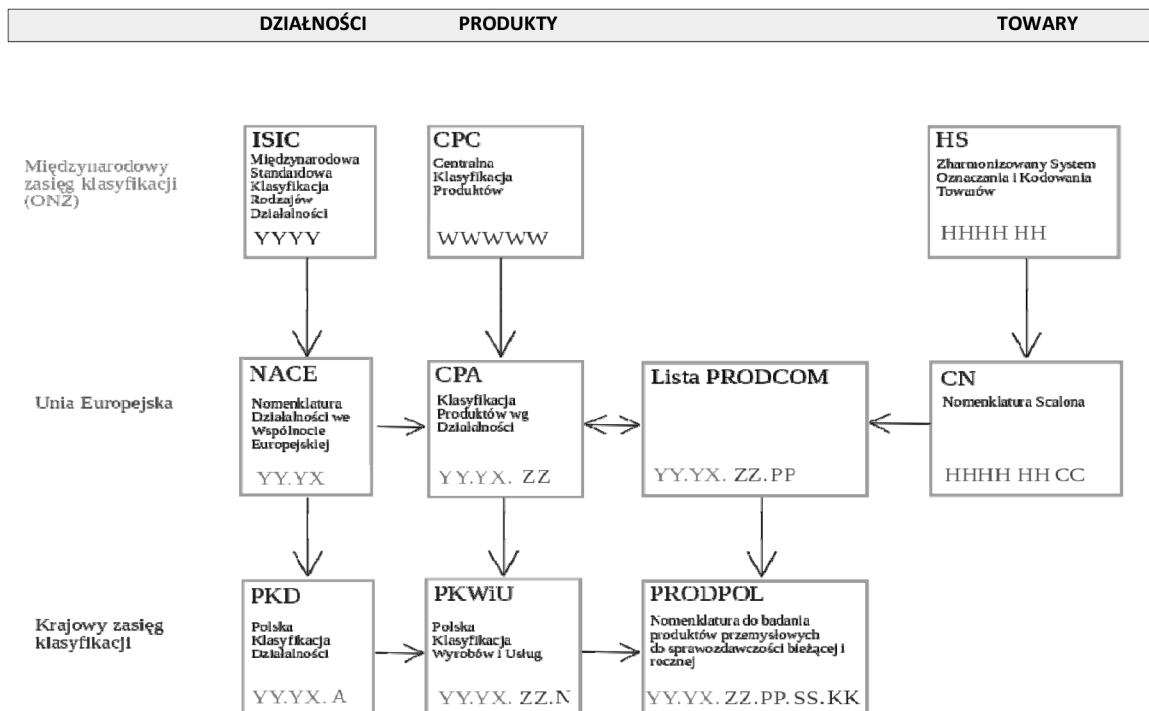 DZIAŁNOŚCI PRODUKTY TOWARY
Międzynarodowy
zasięg klasyfikacji
(ONZ)
ISIC
Międzynarodowa
Standardowa
Klasyfikacja
Rodzajów
Działalności
YYYY
CPC
Centralna
Klasyfikacja
Produktów
WWWWW
HS
Zharmonizowany System
Oznaczania i Kodowania
Towarów
HHHH HH
Unia Europejska
NACE
Nomenklatura
Działalności we
Wspólnocie
Europejskiej
YY.YX
CPA
Klasyfikacja
Produktów wg
Działalności
YY.YX. ZZ
Lista PRODCOM
YY.YX. ZZ.PP
CN
Nomenklatura Scalona
HHHH HH CC
Krajowy zasięg
klasyfikacji
PKD
Polska
Klasyfikacja
Działalności
YY.YX. A
PKWiU
Polska
Klasyfikacja
Wyrobów i Usług
YY.YX. ZZ.N
PRODPOL
Nomenklatura do badania
produktów przemysłowych
do sprawozdawczości bieżącej i
rocznej
YY.YX. ZZ.PP.SS.KK